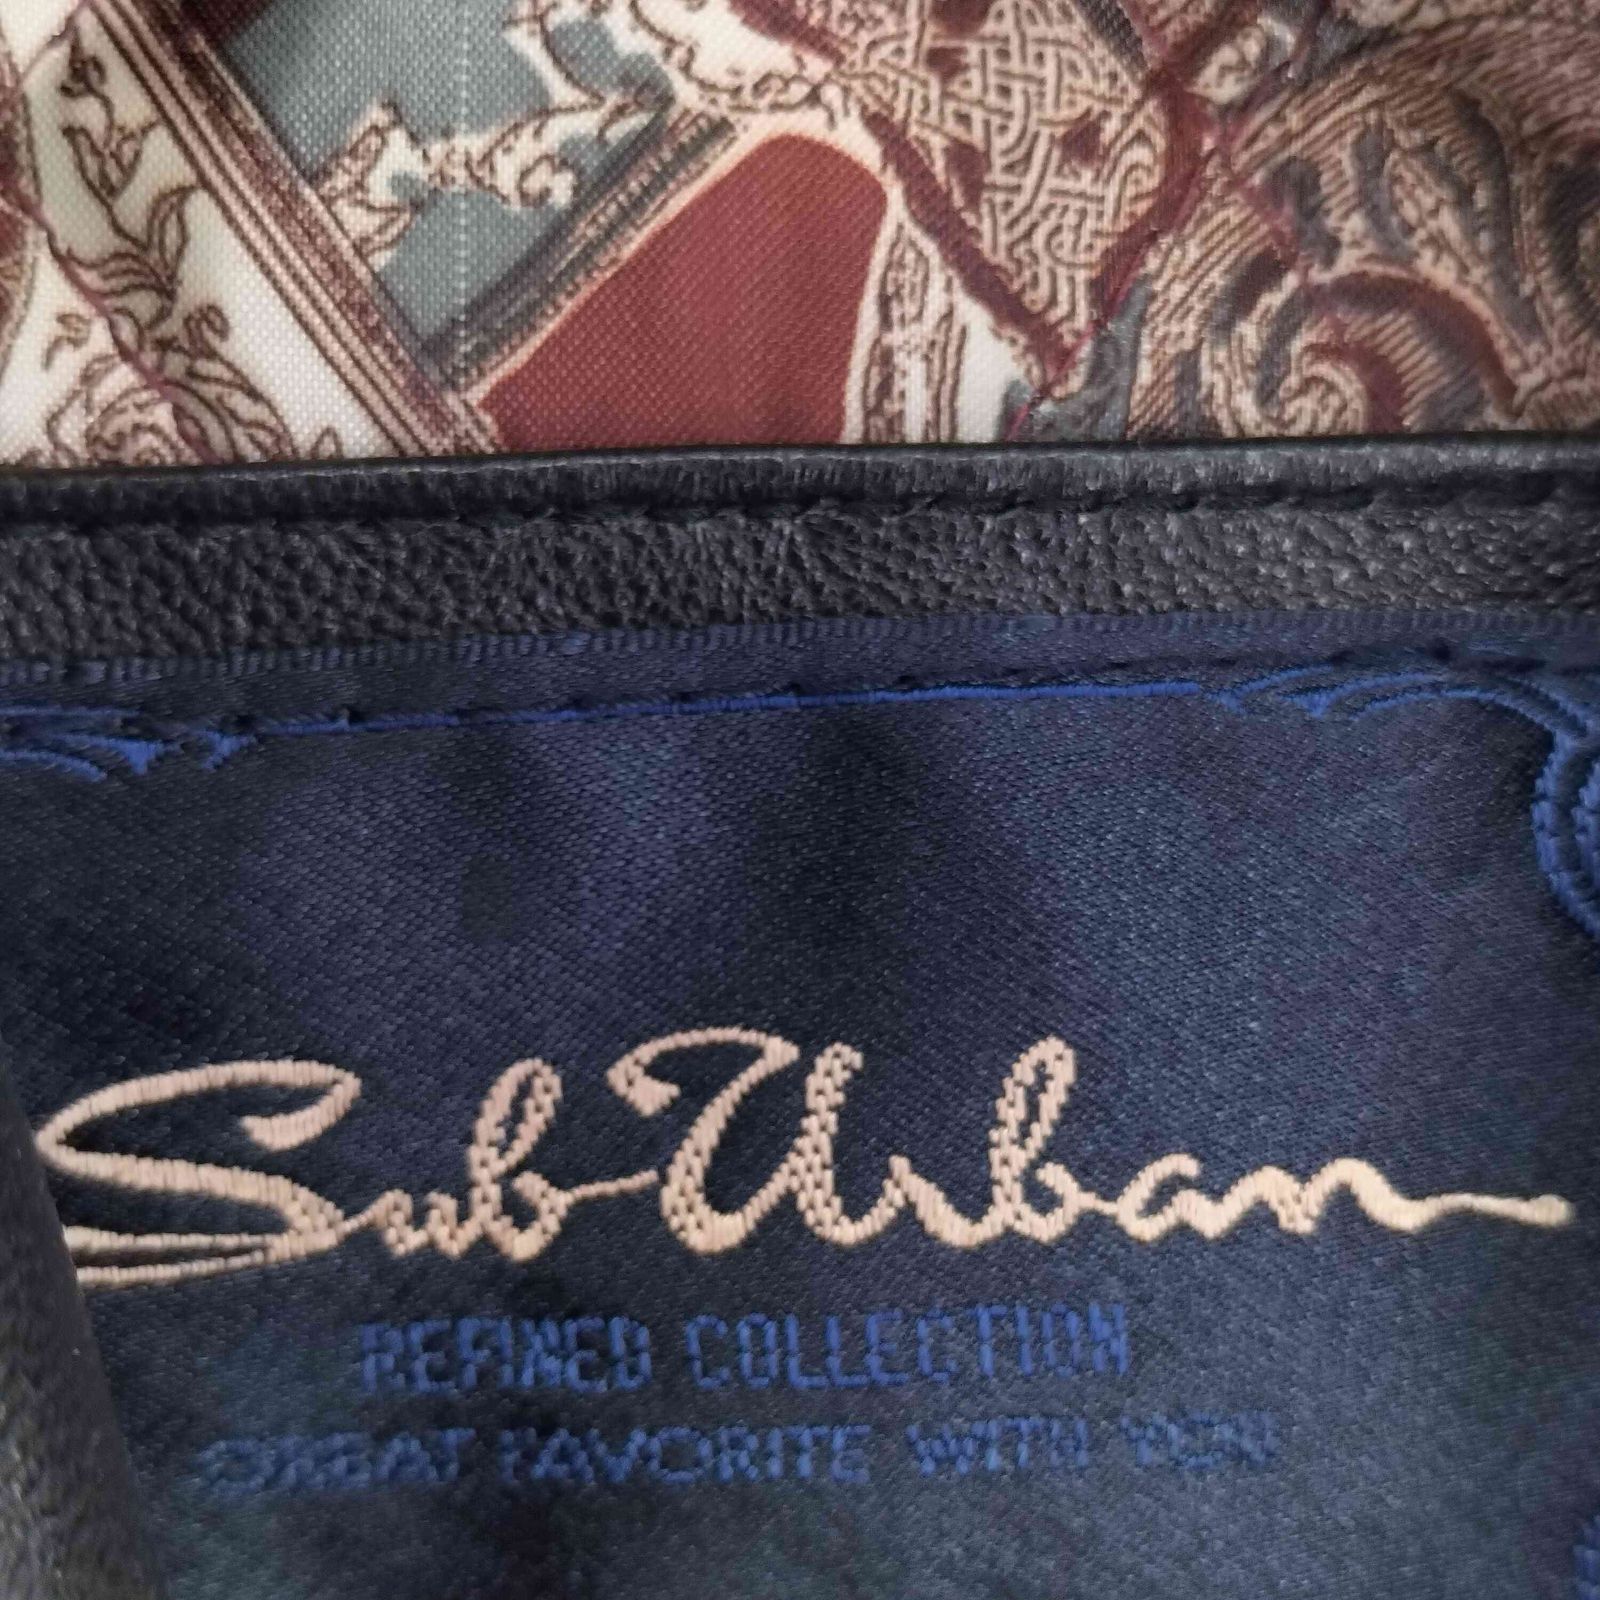 Sub Urban
REFINED COLLECTION
GREAT FAVORITE WITH YOU